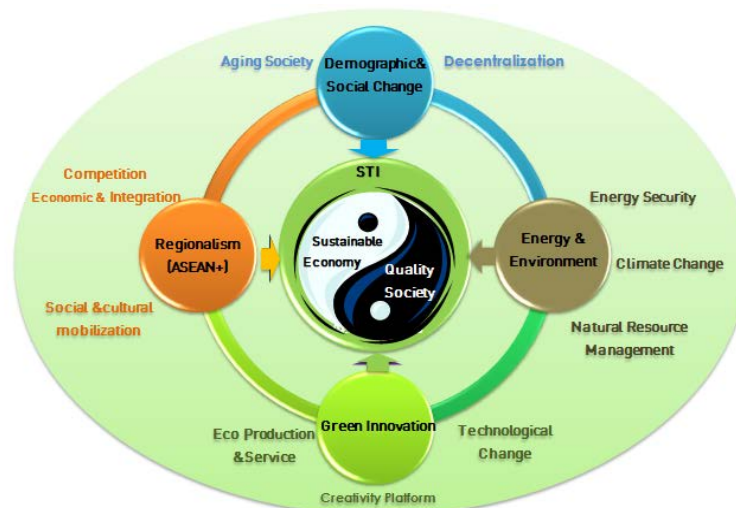 Aging Society
Demographic&
Social Change
Decentralization
STI
Competition
Economic & Integration
Energy Security
Regionalism
(ASEAN+)
Sustainable
Economy
Quality
Society
Energy &
Environment
Climate Change
Social &cultural
mobilization
Natural Resource
Management
Green Innovation
Eco Production
&Service
Technological
Change
Creativity Platform